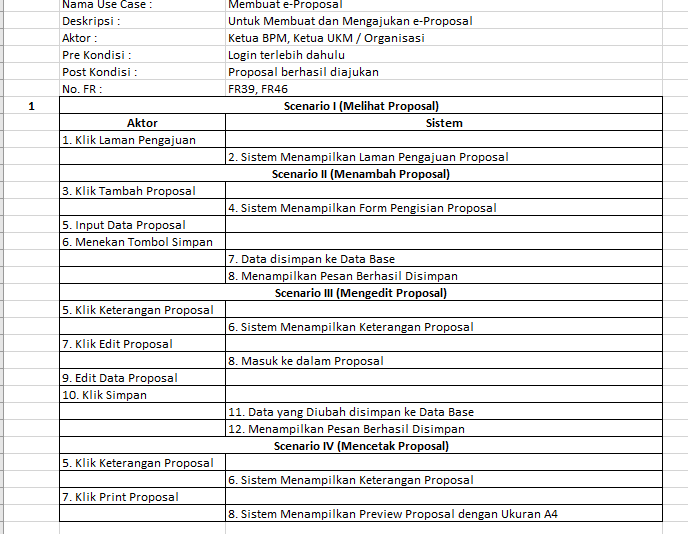 Nama Use Case : Membuat e-Proposal
Deskripsi : Untuk Membuat dan Mengajukan e-Proposal
Aktor : Ketua BPM, Ketua UKM / Organisasi
Pre Kondisi : Login terlebih dahulu
Post Kondisi : Proposal berhasil diajukan
No. FR : FR39, FR46
1 Scenario I (Melihat Proposal)
Aktor Sistem
1. Klik Laman Pengajuan
2. Sistem Menampilkan Laman Pengajuan Proposal
Scenario II (Menambah Proposal)
3. Klik Tambah Proposal
4. Sistem Menampilkan Form Pengisian Proposal
5. Input Data Proposal
6. Menekan Tombol Simpan
7. Data disimpan ke Data Base
8. Menampilkan Pesan Berhasil Disimpan
Scenario III (Mengedit Proposal)
5. Klik Keterangan Proposal
6. Sistem Menampilkan Keterangan Proposal
7. Klik Edit Proposal
8. Masuk ke dalam Proposal
9. Edit Data Proposal
10. Klik Simpan
11. Data yang Diubah disimpan ke Data Base
12. Menampilkan Pesan Berhasil Disimpan
Scenario IV (Mencetak Proposal)
5. Klik Keterangan Proposal
6. Sistem Menampilkan Keterangan Proposal
7. Klik Print Proposal
8. Sistem Menampilkan Preview Proposal dengan Ukuran A4